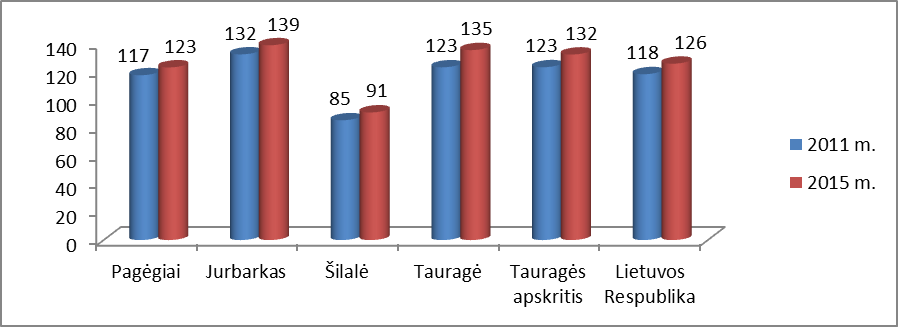 117 123 132 139 85 91 123 135 123 132 118 126
140
120
100
80
60
40
20
0
Pagėgiai Jurbarkas Šilalė Tauragė Tauragės apskritis Lietuvos Respublika
2011 m.
2015 m.